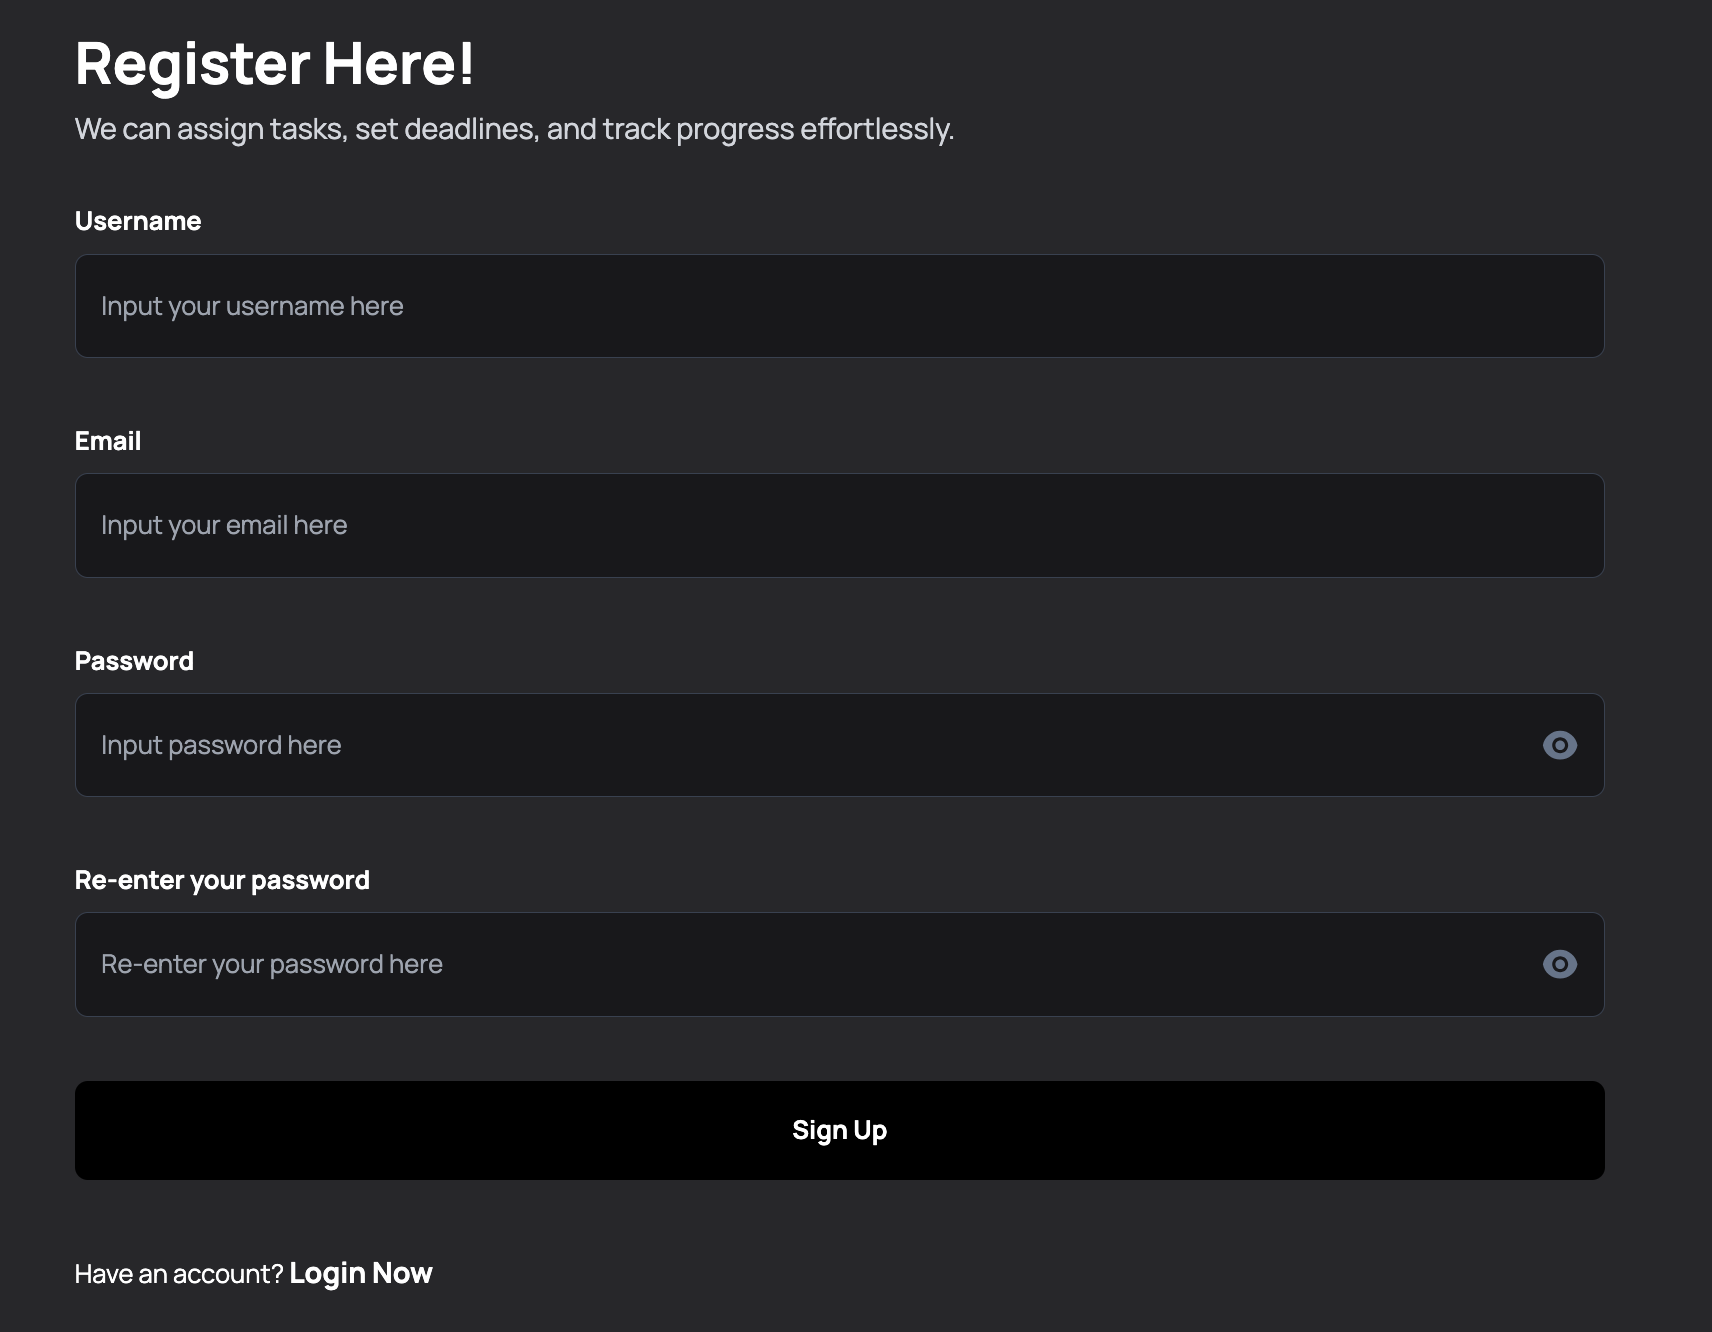 Register Here!
We can assign tasks, set deadlines, and track progress effortlessly.
Username
Input your username here
Email
Input your email here
Password
Input password here
Re-enter your password
Re-enter your password here
Sign Up
Have an account? Login Now